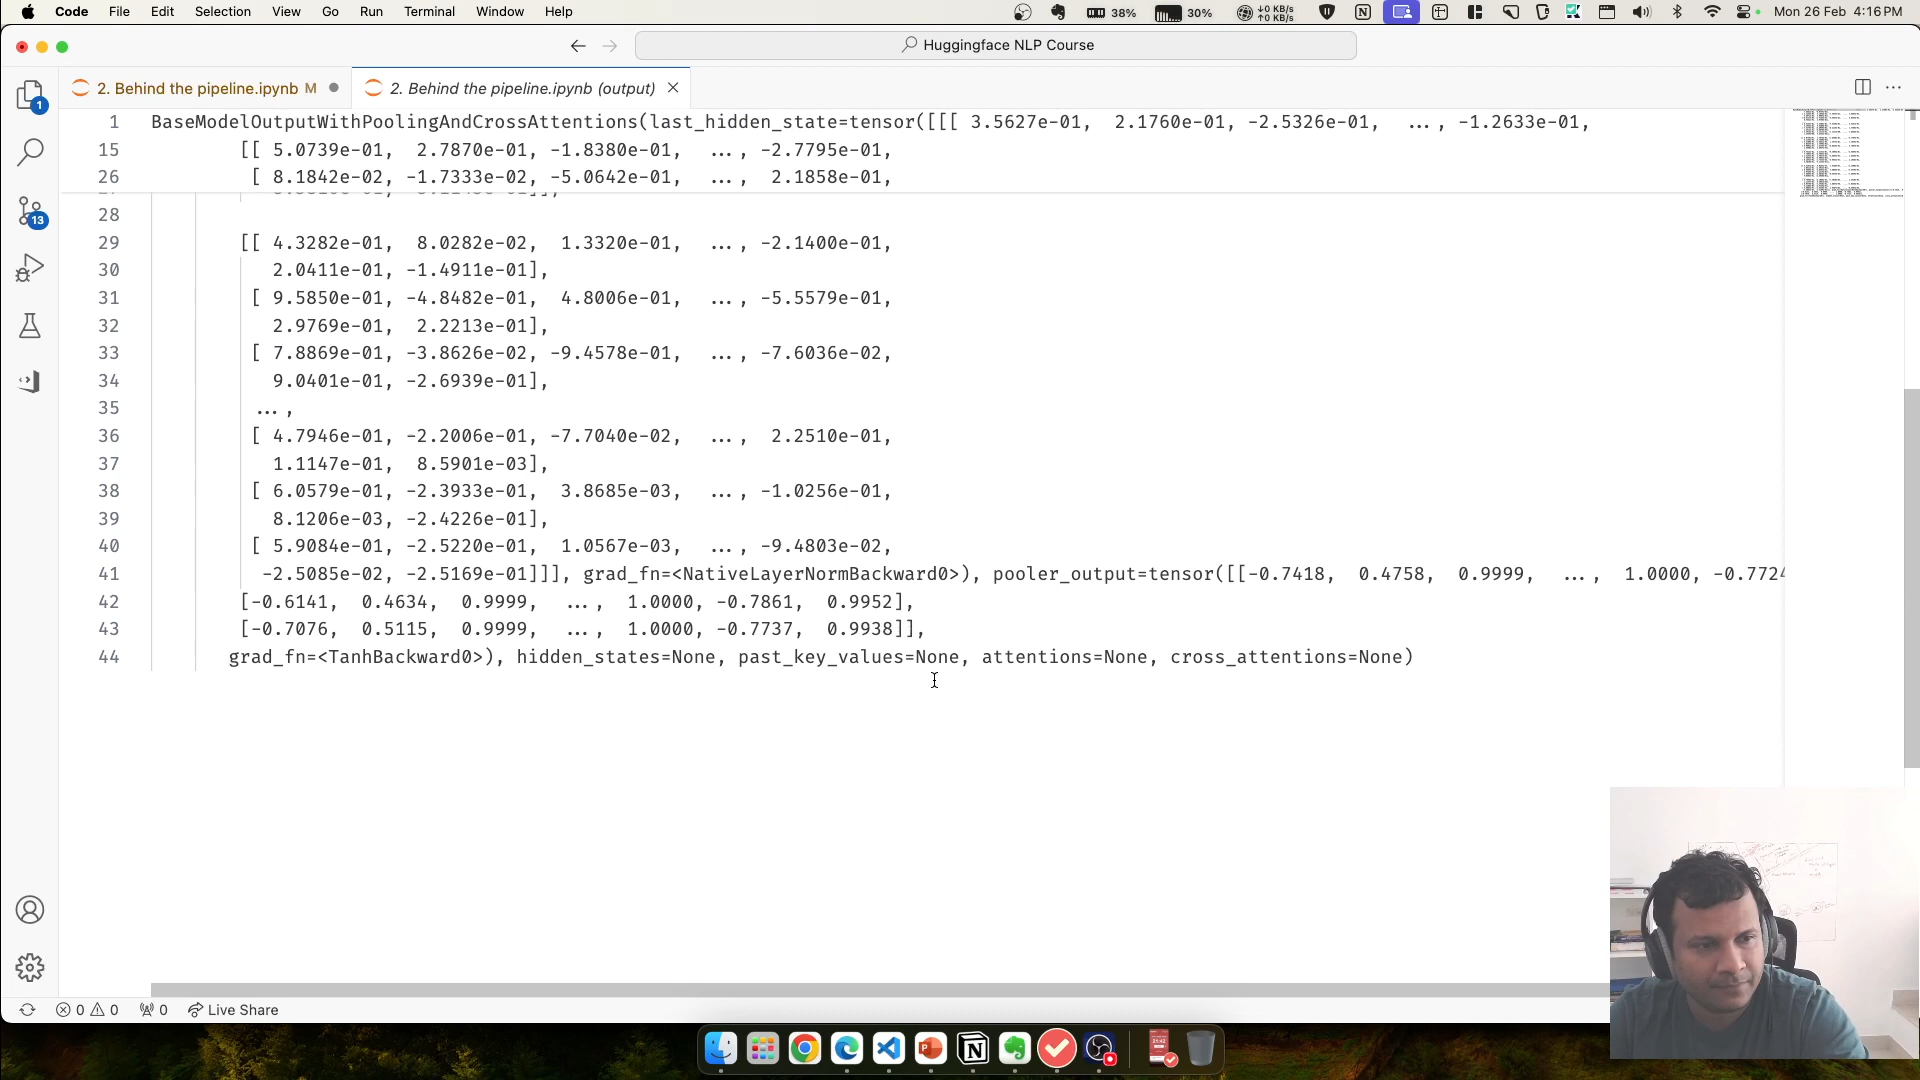 Code File Edit Selection View Go Run Terminal Window Help 38% 30% ↓0 KB/s ↑0 KB/s Mon 26 Feb 4:16 PM
Huggingface NLP Course
2. Behind the pipeline.ipynb M 2. Behind the pipeline.ipynb (output)
1 BaseModelOutputWithPoolingAndCrossAttentions(last_hidden_state=tensor([[[ 3.5627e-01, 2.1760e-01, -2.5326e-01, ..., -1.2633e-01,
15 [[ 5.0739e-01, 2.7870e-01, -1.8380e-01, ..., -2.7795e-01,
26 [ 8.1842e-02, -1.7333e-02, -5.0642e-01, ..., 2.1858e-01,
28
29 [[ 4.3282e-01, 8.0282e-02, 1.3320e-01, ..., -2.1400e-01,
30 2.0411e-01, -1.4911e-01],
31 [ 9.5850e-01, -4.8482e-01, 4.8006e-01, ..., -5.5579e-01,
32 2.9769e-01, 2.2213e-01],
33 [ 7.8869e-01, -3.8626e-02, -9.4578e-01, ..., -7.6036e-02,
34 9.0401e-01, -2.6939e-01],
35 ...,
36 [ 4.7946e-01, -2.2006e-01, -7.7040e-02, ..., 2.2510e-01,
37 1.1147e-01, 8.5901e-03],
38 [ 6.0579e-01, -2.3933e-01, 3.8685e-03, ..., -1.0256e-01,
39 8.1206e-03, -2.4226e-01],
40 [ 5.9084e-01, -2.5220e-01, 1.0567e-03, ..., -9.4803e-02,
41 -2.5085e-02, -2.5169e-01]]], grad_fn=<NativeLayerNormBackward0>), pooler_output=tensor([[-0.7418, 0.4758, 0.9999, ..., 1.0000, -0.7724
42 [-0.6141, 0.4634, 0.9999, ..., 1.0000, -0.7861, 0.9952],
43 [-0.7076, 0.5115, 0.9999, ..., 1.0000, -0.7737, 0.9938]],
44 grad_fn=<TanhBackward0>), hidden_states=None, past_key_values=None, attentions=None, cross_attentions=None)
1
13
0 0 0 Live Share